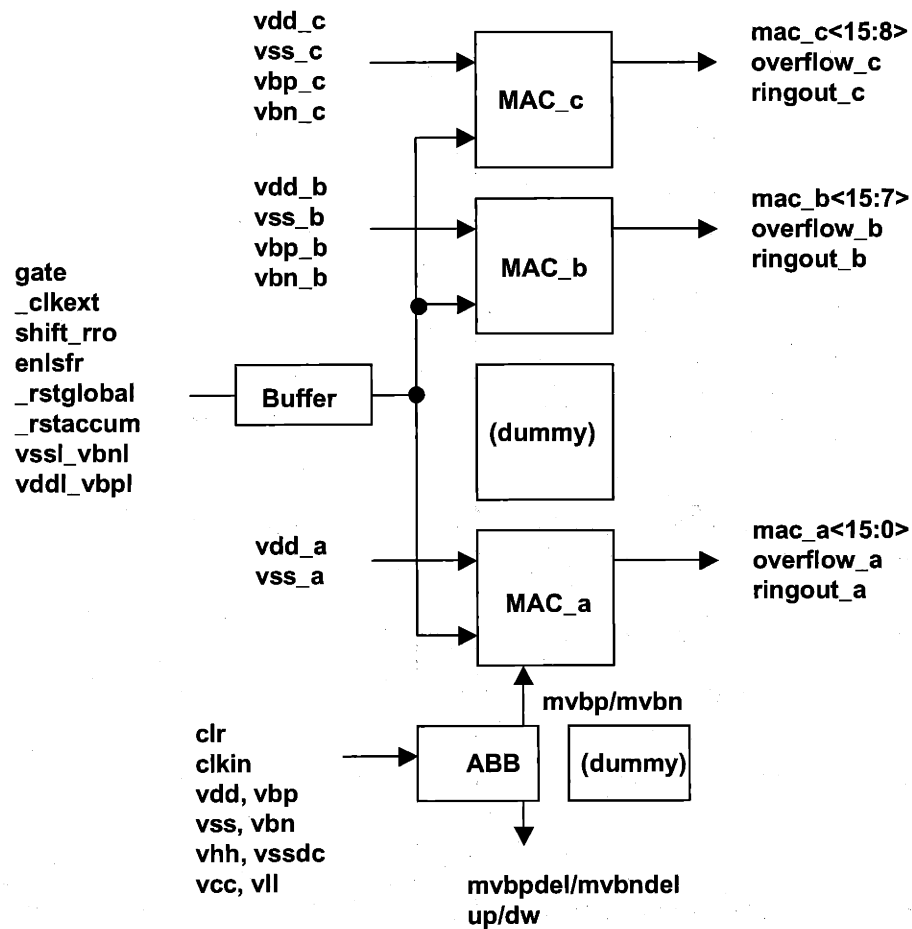 vdd_c
vss_c
vbp_c
vbn_c
MAC_c
mac_c<15:8>
overflow_c
ringout_c
vdd_b
vss_b
vbp_b
vbn_b
MAC_b
mac_b<15:7>
overflow_b
ringout_b
gate
_clkext
shift_rro
enlsfr
_rstglobal
_rstaccum
vssl_vbnl
vddl_vbpl
Buffer
(dummy)
vdd_a
vss_a
MAC_a
mac_a<15:0>
overflow_a
ringout_a
mvbp/mvbn
clr
clkin
vdd, vbp
vss, vbn
vhh, vssdc
vcc, vll
ABB
(dummy)
mvbpdel/mvbndel
up/dw